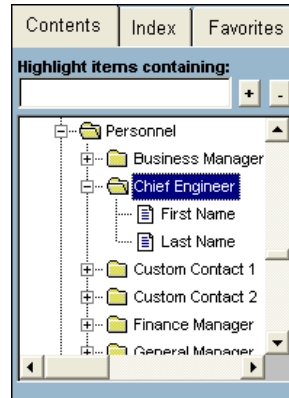 Contents Index Favorites
Highlight items containing:
+ -
Personnel
Business Manager
Chief Engineer
First Name
Last Name
Custom Contact 1
Custom Contact 2
Finance Manager
General Manager